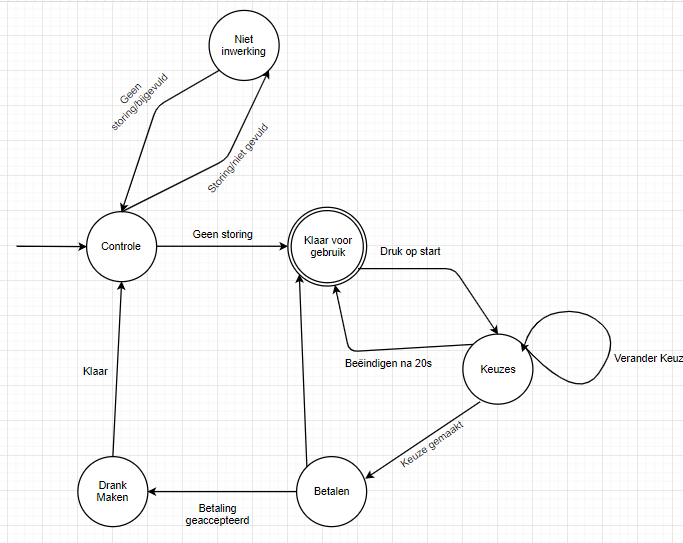 Niet
inwerking
Geen
storing/bijgevuld
Storing/niet gevuld
Controle
Geen storing
Klaar voor
gebruik
Druk op start
Beëindigen na 20s
Keuzes
Verander Keuz
Klaar
Keuze gemaakt
Drank
Maken
Betaling
geaccepteerd
Betalen